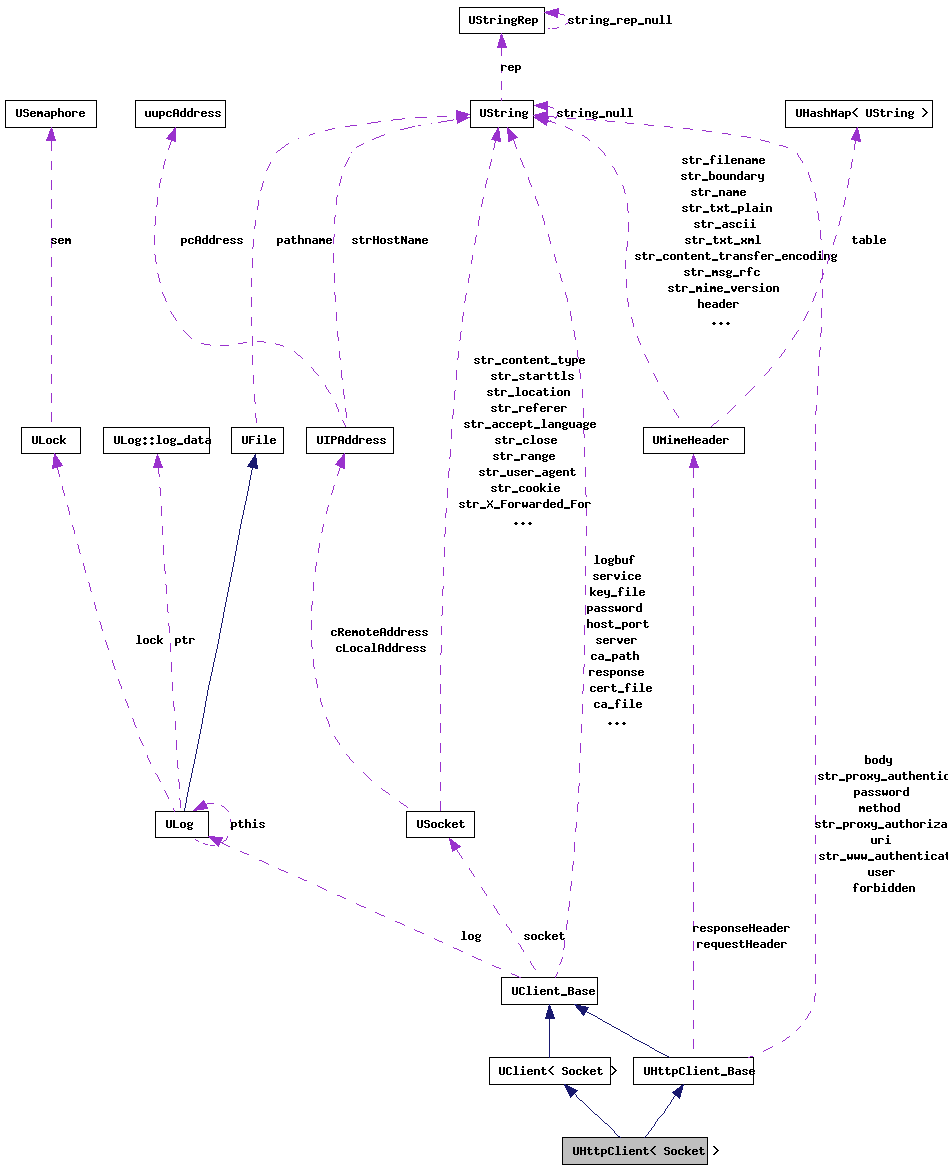 UStringRep
string_rep_null
rep
USemaphore
uupcAddress
UString
string_null
UHashMap< UString >
str_filename
str_boundary
str_name
str_txt_plain
str_ascii
str_txt_xml
str_content_transfer_encoding
str_msg_rfc
str_mime_version
header
...
sem
pcAddress
pathname
strHostName
table
str_content_type
str_starttls
str_location
str_referer
str_accept_language
str_close
str_range
str_user_agent
str_cookie
str_X_Forwarded_For
...
ULock
ULog::log_data
UFile
UIPAddress
UMimeHeader
logbuf
service
key_file
password
host_port
server
ca_path
response
cert_file
ca_file
...
lock
ptr
cRemoteAddress
cLocalAddress
body
str_proxy_authentic
password
method
str_proxy_authoriza
uri
str_www_authenticat
user
forbidden
ULog
pthis
USocket
log
socket
responseHeader
requestHeader
UClient_Base
UClient< Socket >
UHttpClient_Base
UHttpClient< Socket >